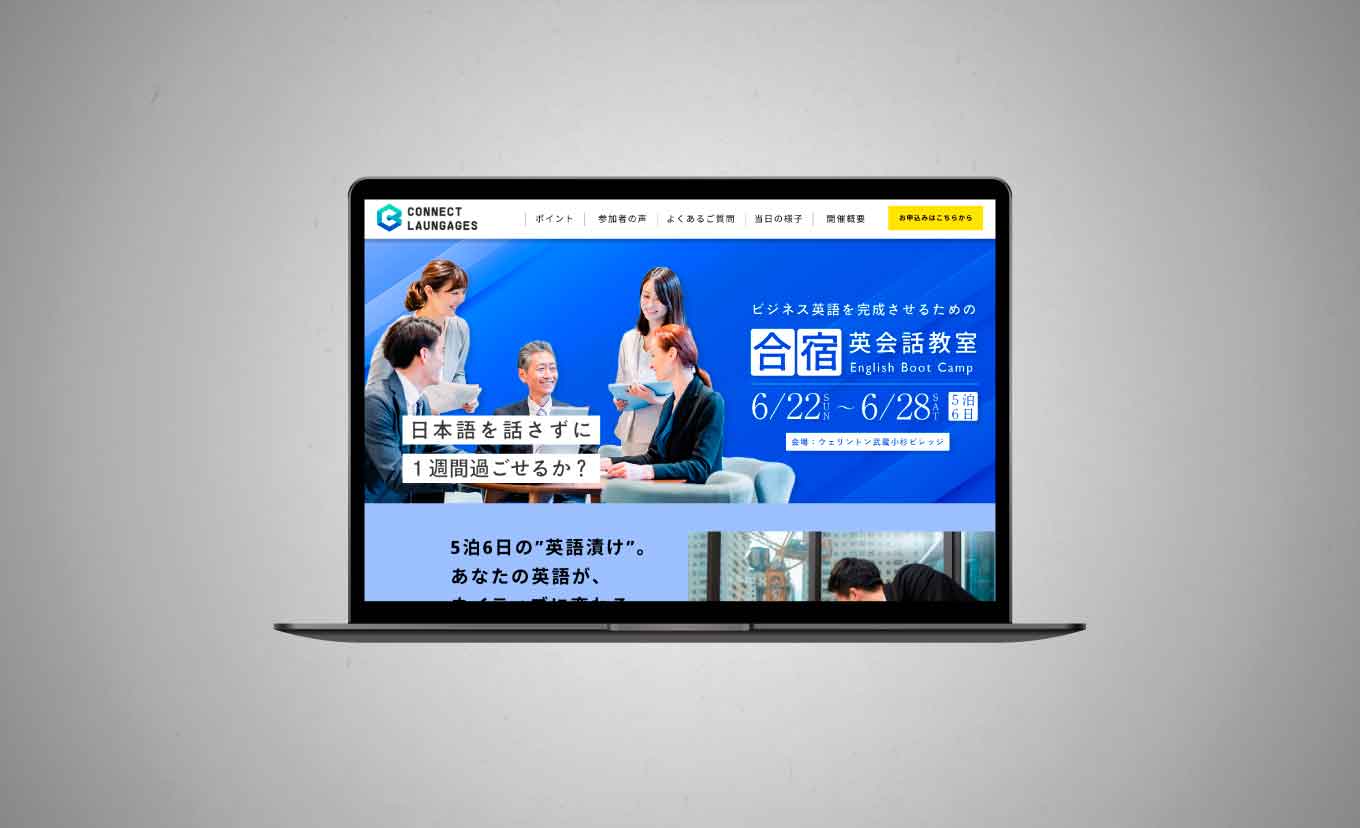 CONNECT
LAUNGAGES
ポイント
参加者の声
よくあるご質問
当日の様子
開催概要
お申込みはこちらから
ビジネス英語を完成させるための
合宿 英会話教室
English Boot Camp
6/22 SUN ～ 6/28 SAT 5泊6日
会場：ウェリントン武蔵小杉ビレッジ
日本語を話さずに
１週間過ごせるか？
5泊6日の”英語漬け”。
あなたの英語が、